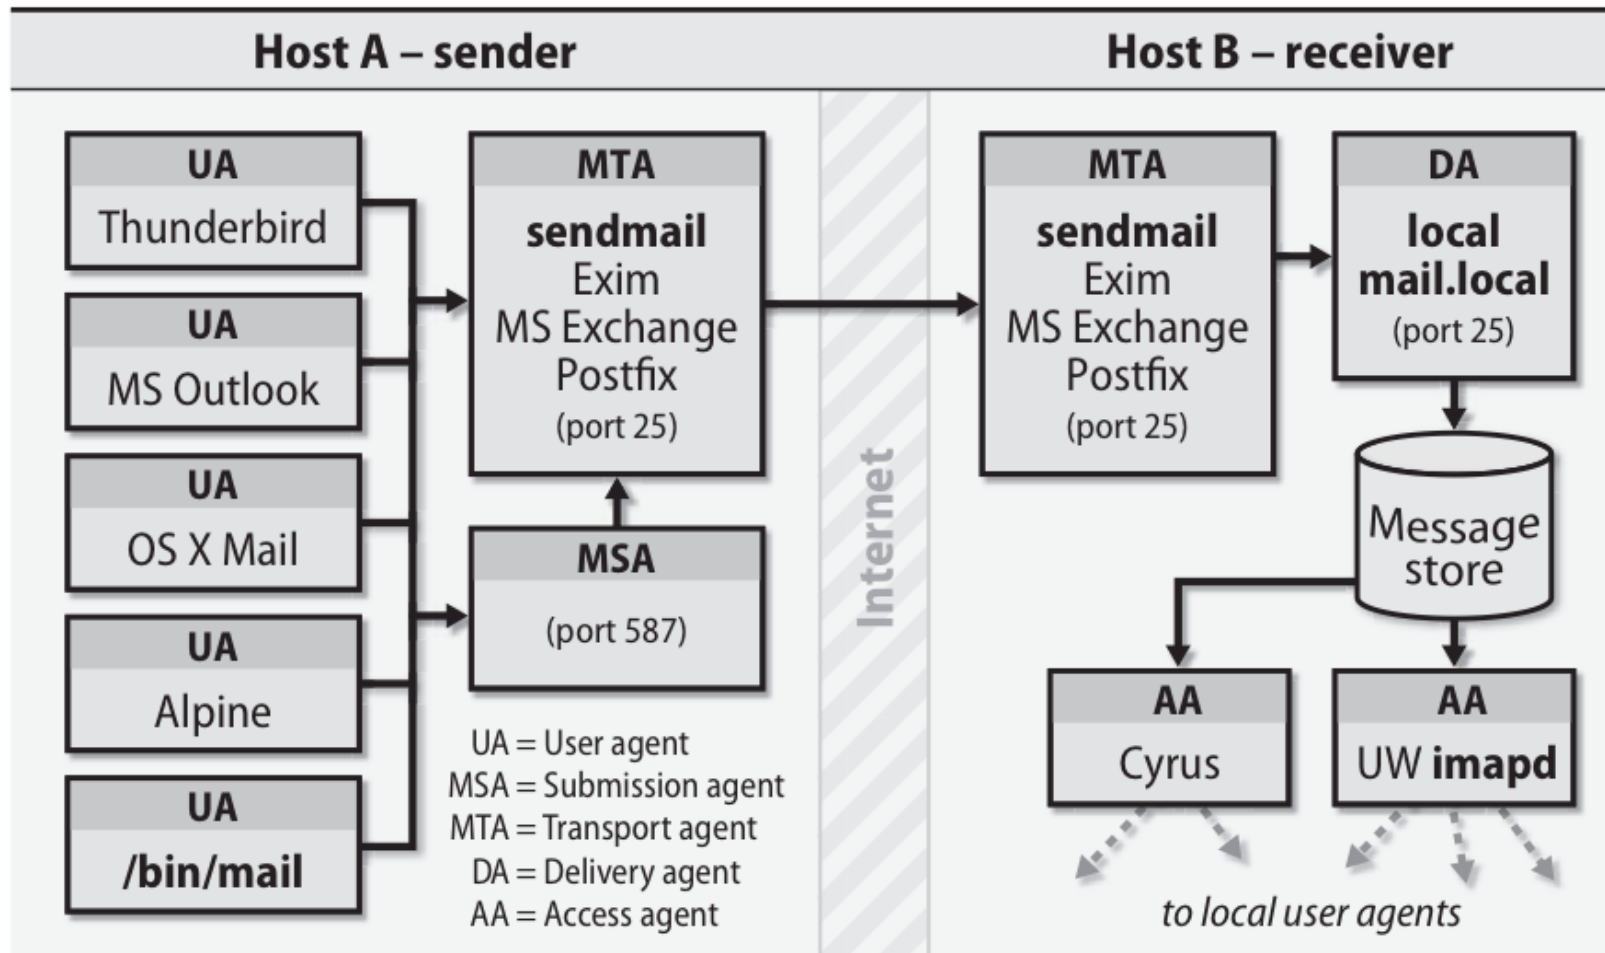 Host A – sender
Host B – receiver
UA
Thunderbird
UA
MS Outlook
UA
OS X Mail
UA
Alpine
UA
/bin/mail
MTA
sendmail
Exim
MS Exchange
Postfix
(port 25)
MSA
(port 587)
UA = User agent
MSA = Submission agent
MTA = Transport agent
DA = Delivery agent
AA = Access agent
Internet
MTA
sendmail
Exim
MS Exchange
Postfix
(port 25)
DA
local
mail.local
(port 25)
Message
store
AA
Cyrus
AA
UW imapd
to local user agents